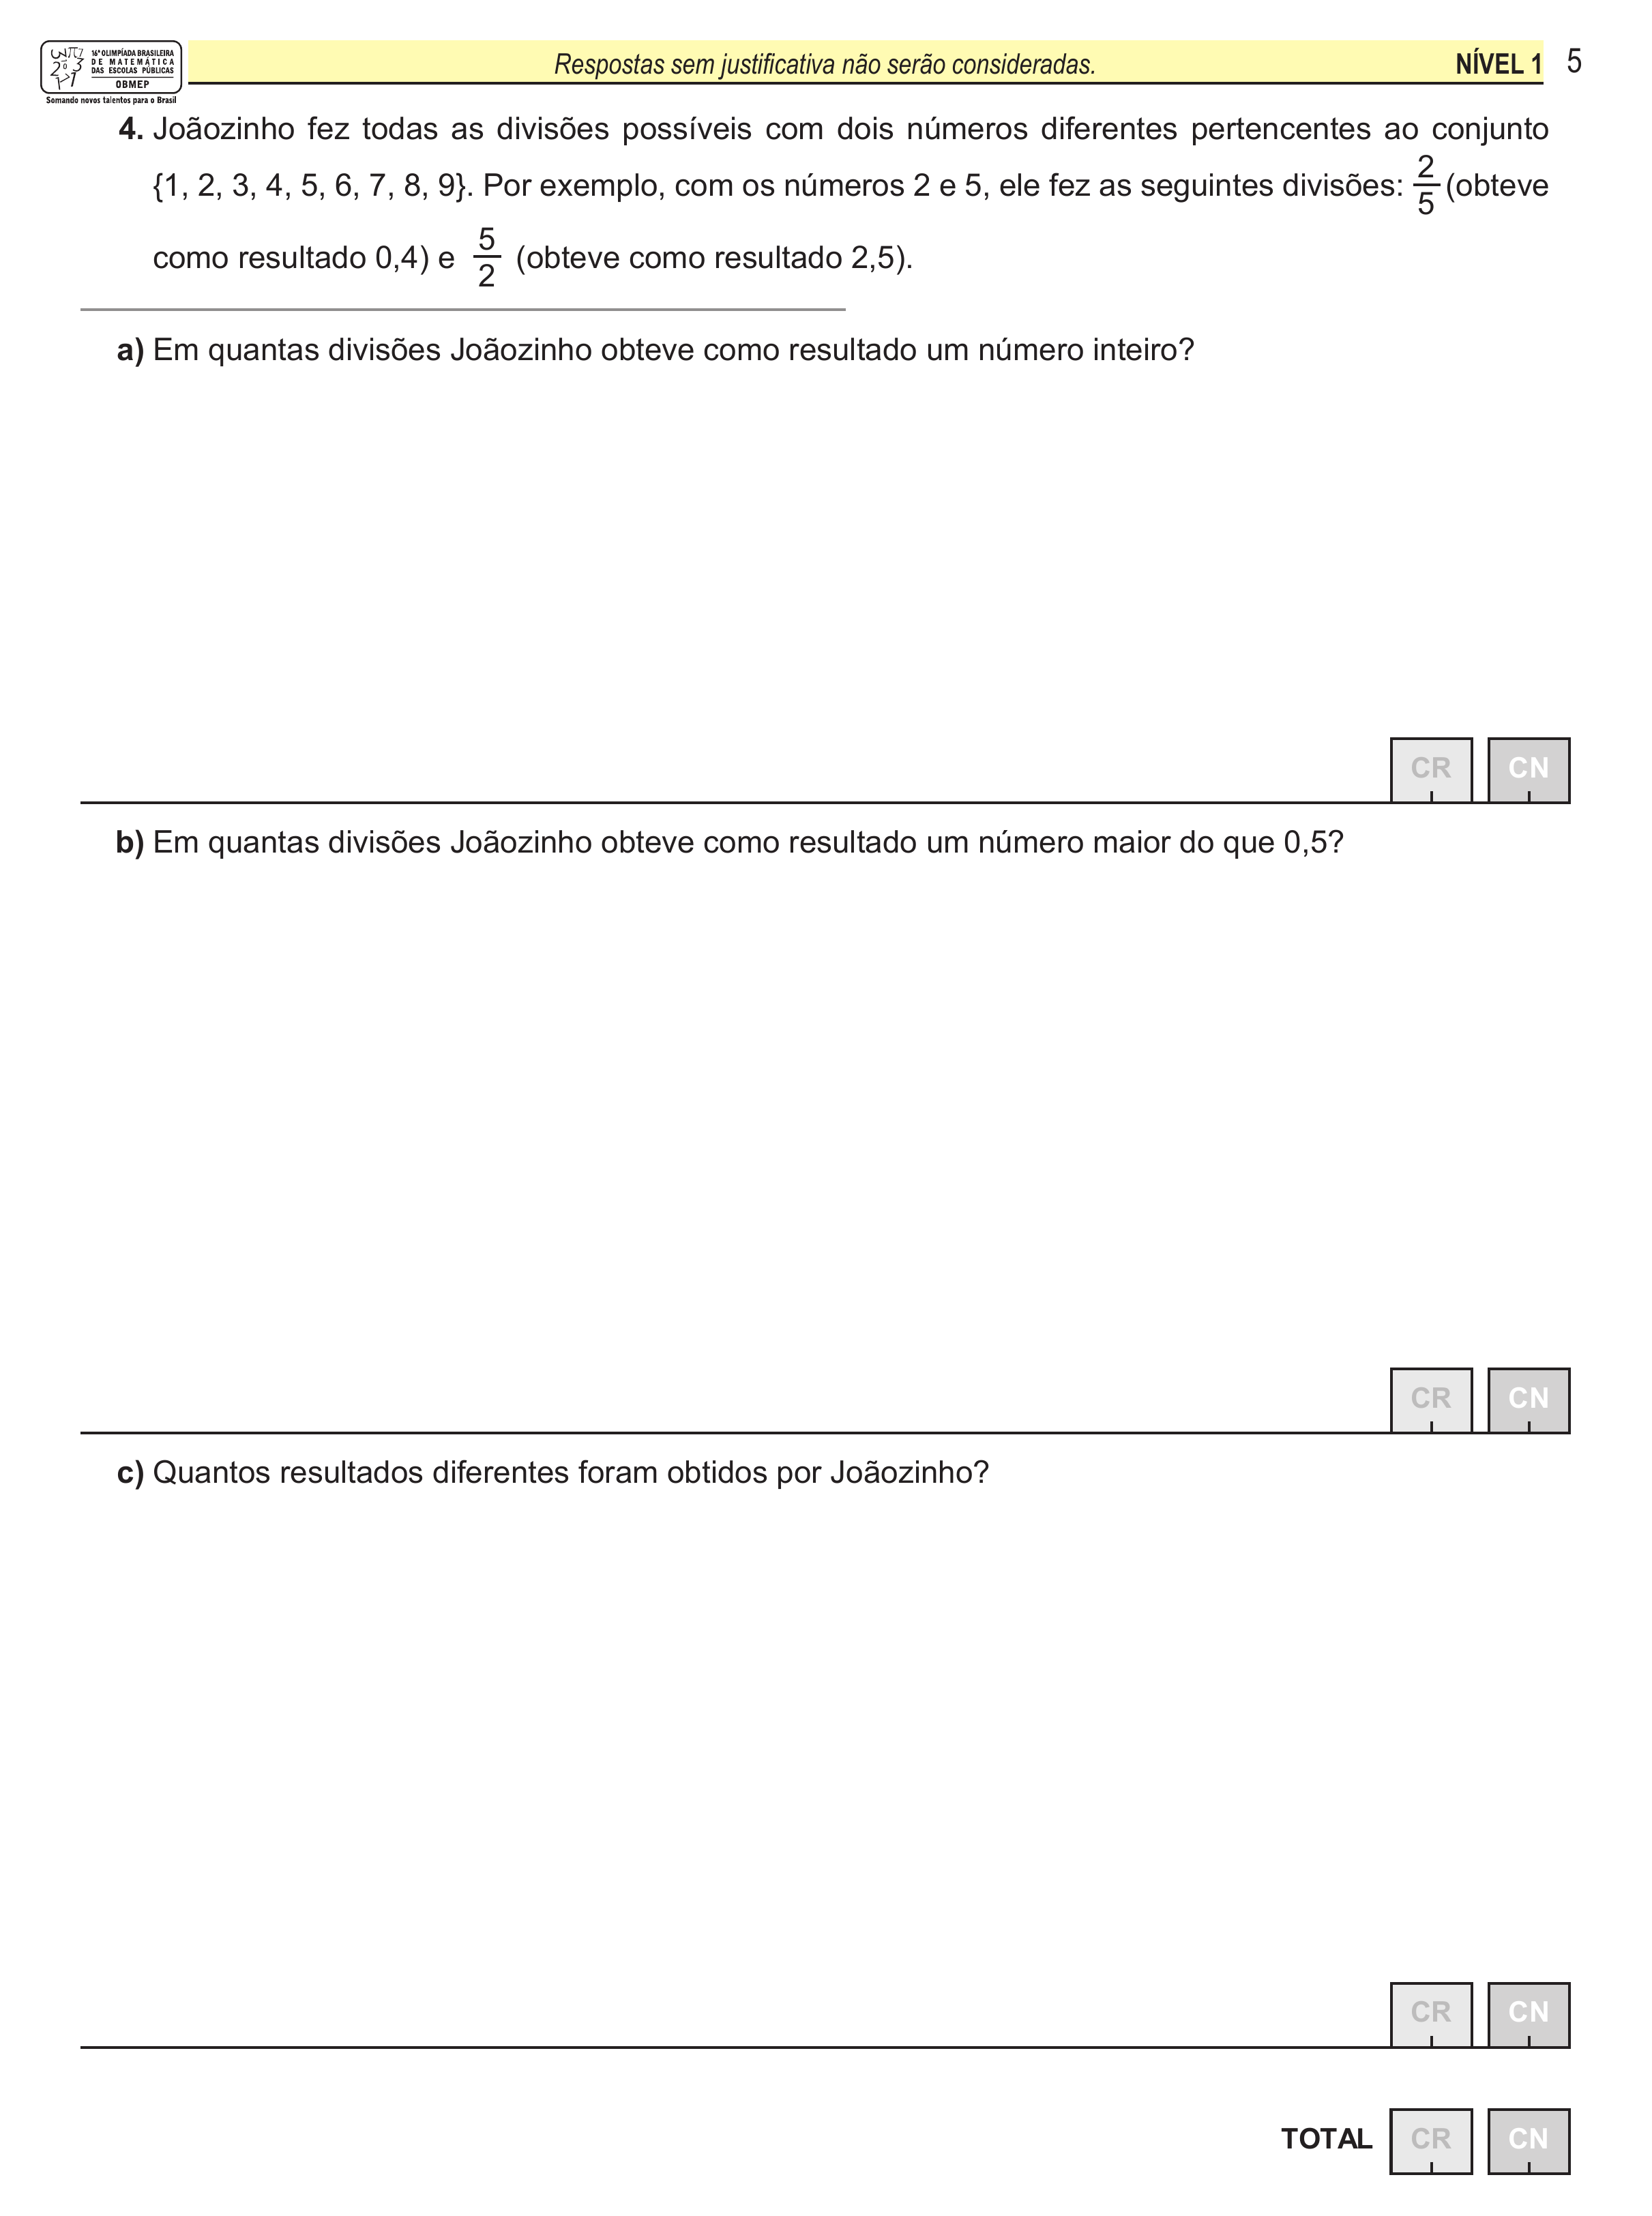 16ª OLIMPÍADA BRASILEIRA
DE MATEMÁTICA
DAS ESCOLAS PÚBLICAS
OBMEP
Somando novos talentos para o Brasil
Respostas sem justificativa não serão consideradas.
NÍVEL 1
5
4. Joãozinho fez todas as divisões possíveis com dois números diferentes pertencentes ao conjunto
{1, 2, 3, 4, 5, 6, 7, 8, 9}. Por exemplo, com os números 2 e 5, ele fez as seguintes divisões: 2/5 (obteve
como resultado 0,4) e 5/2 (obteve como resultado 2,5).
a) Em quantas divisões Joãozinho obteve como resultado um número inteiro?
CR CN
b) Em quantas divisões Joãozinho obteve como resultado um número maior do que 0,5?
CR CN
c) Quantos resultados diferentes foram obtidos por Joãozinho?
CR CN
TOTAL CR CN